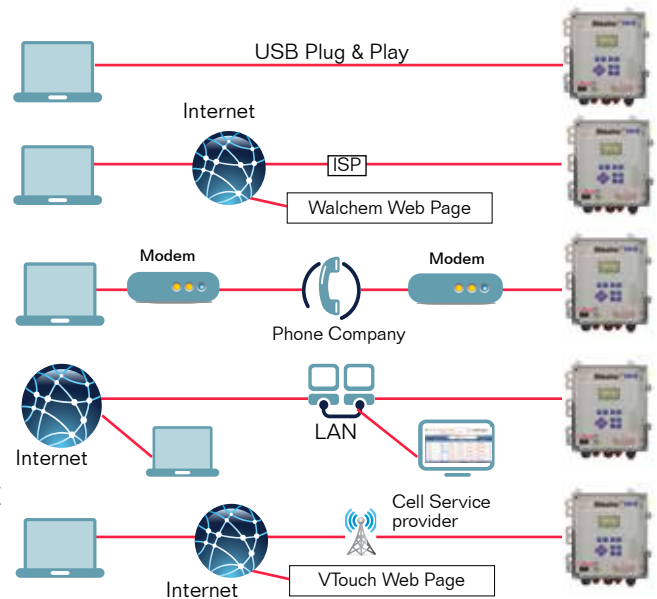 USB Plug & Play
Internet
ISP
Walchem Web Page
Modem
Modem
Phone Company
LAN
Internet
Cell Service
provider
VTouch Web Page
Internet